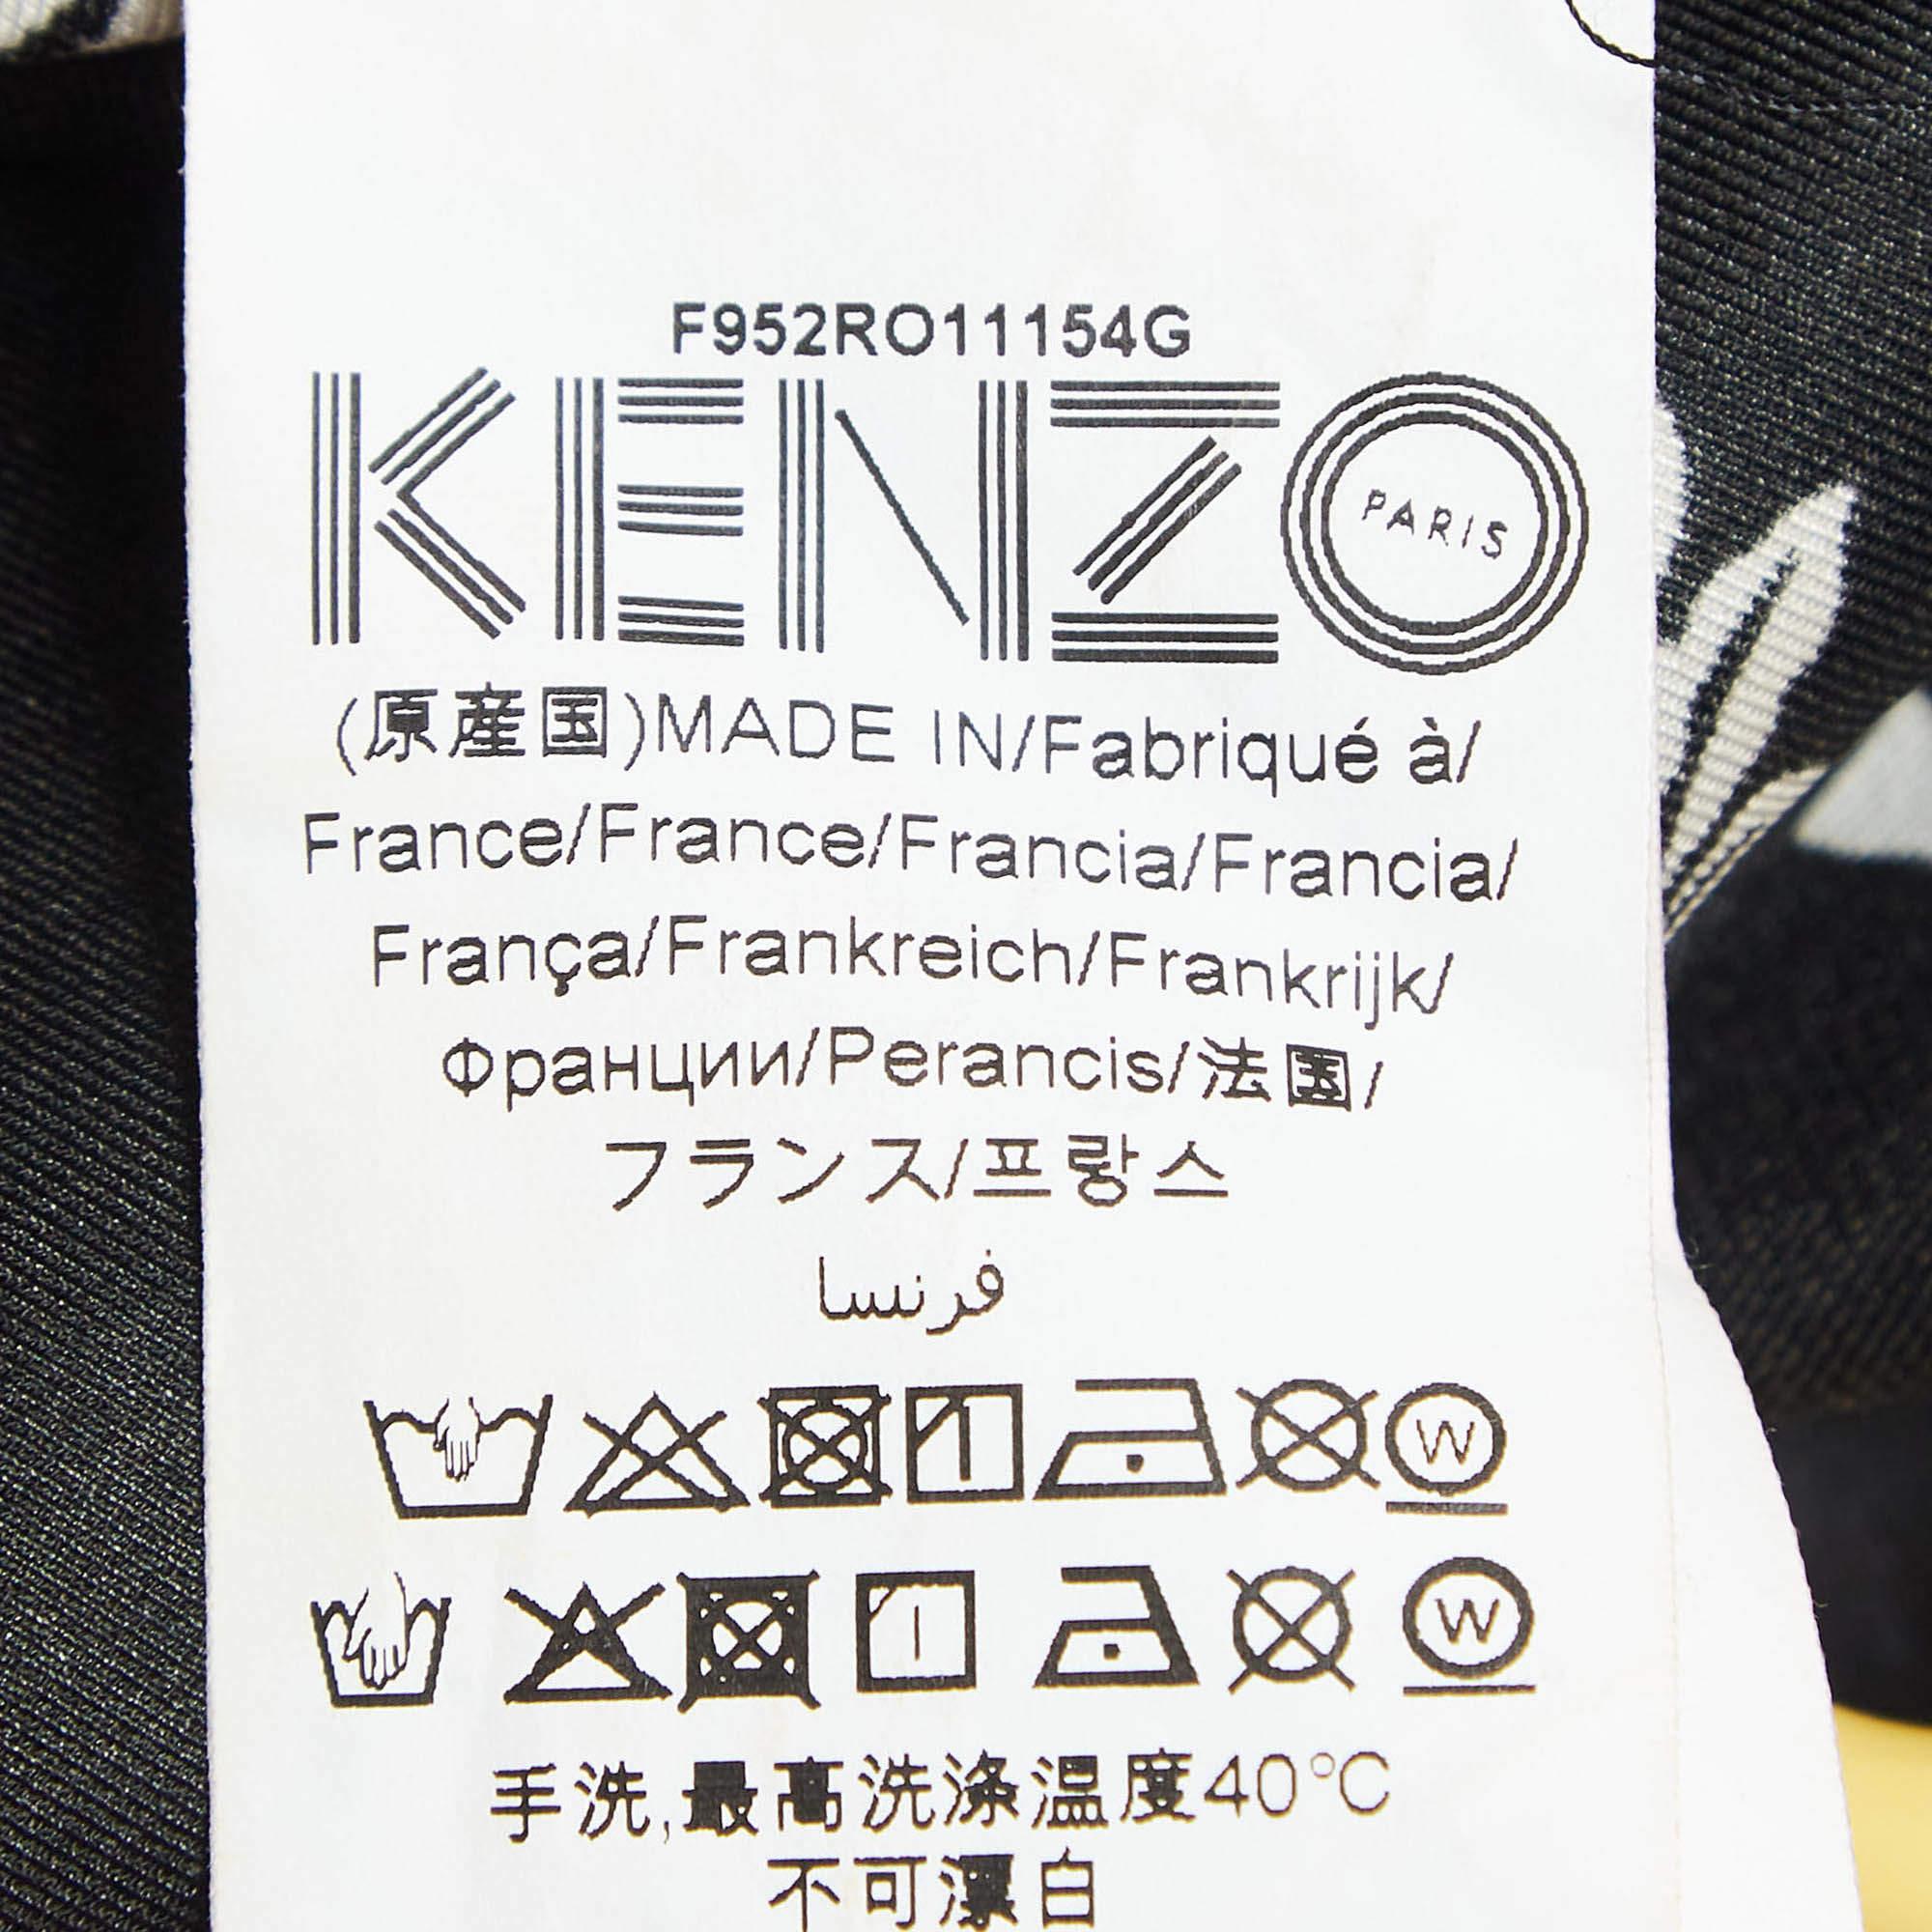 F952RO11154G
KENZO
PARIS
(原産国)MADE IN/Fabriqué à/
France/France/Francia/Francia/
França/Frankreich/Frankrijk/
Франции/Perancis/法国/
フランス/프랑스
فرنسا
W
W
手洗,最高洗涤温度40°C
不可漂白